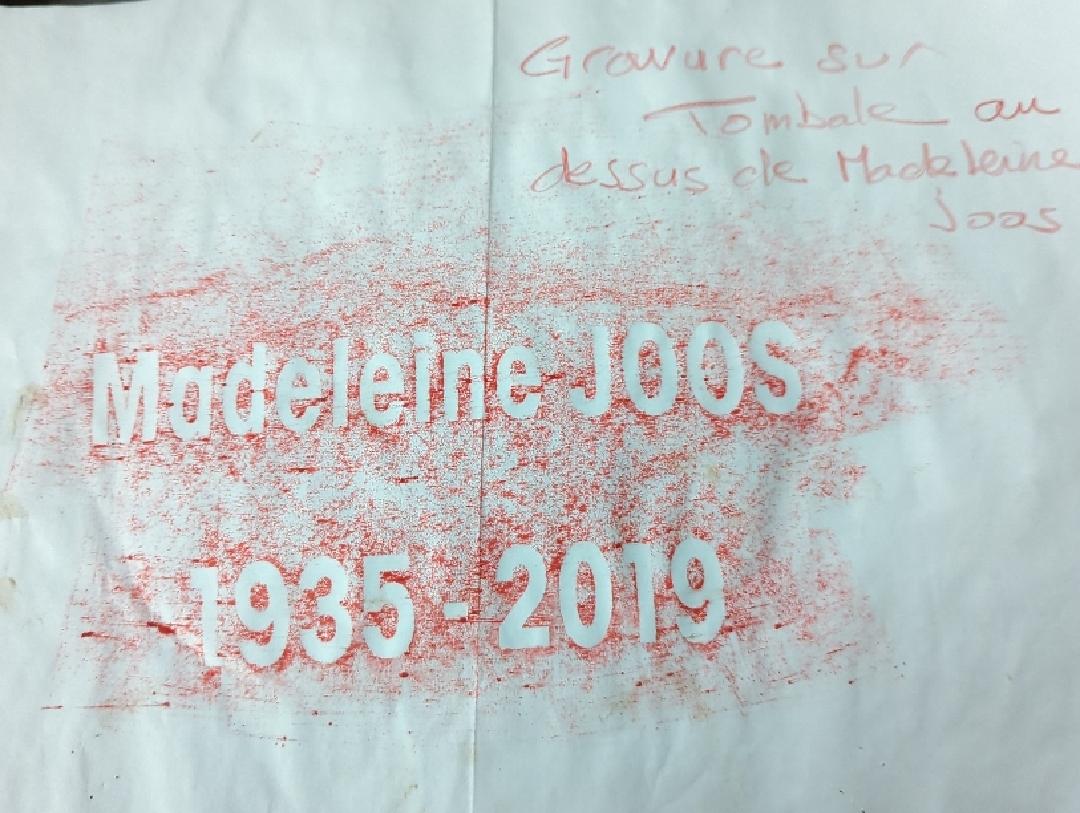 Gravure sur
Tombale au
dessus de Madeleine
Joos
Madeleine JOOS
1935 - 2019